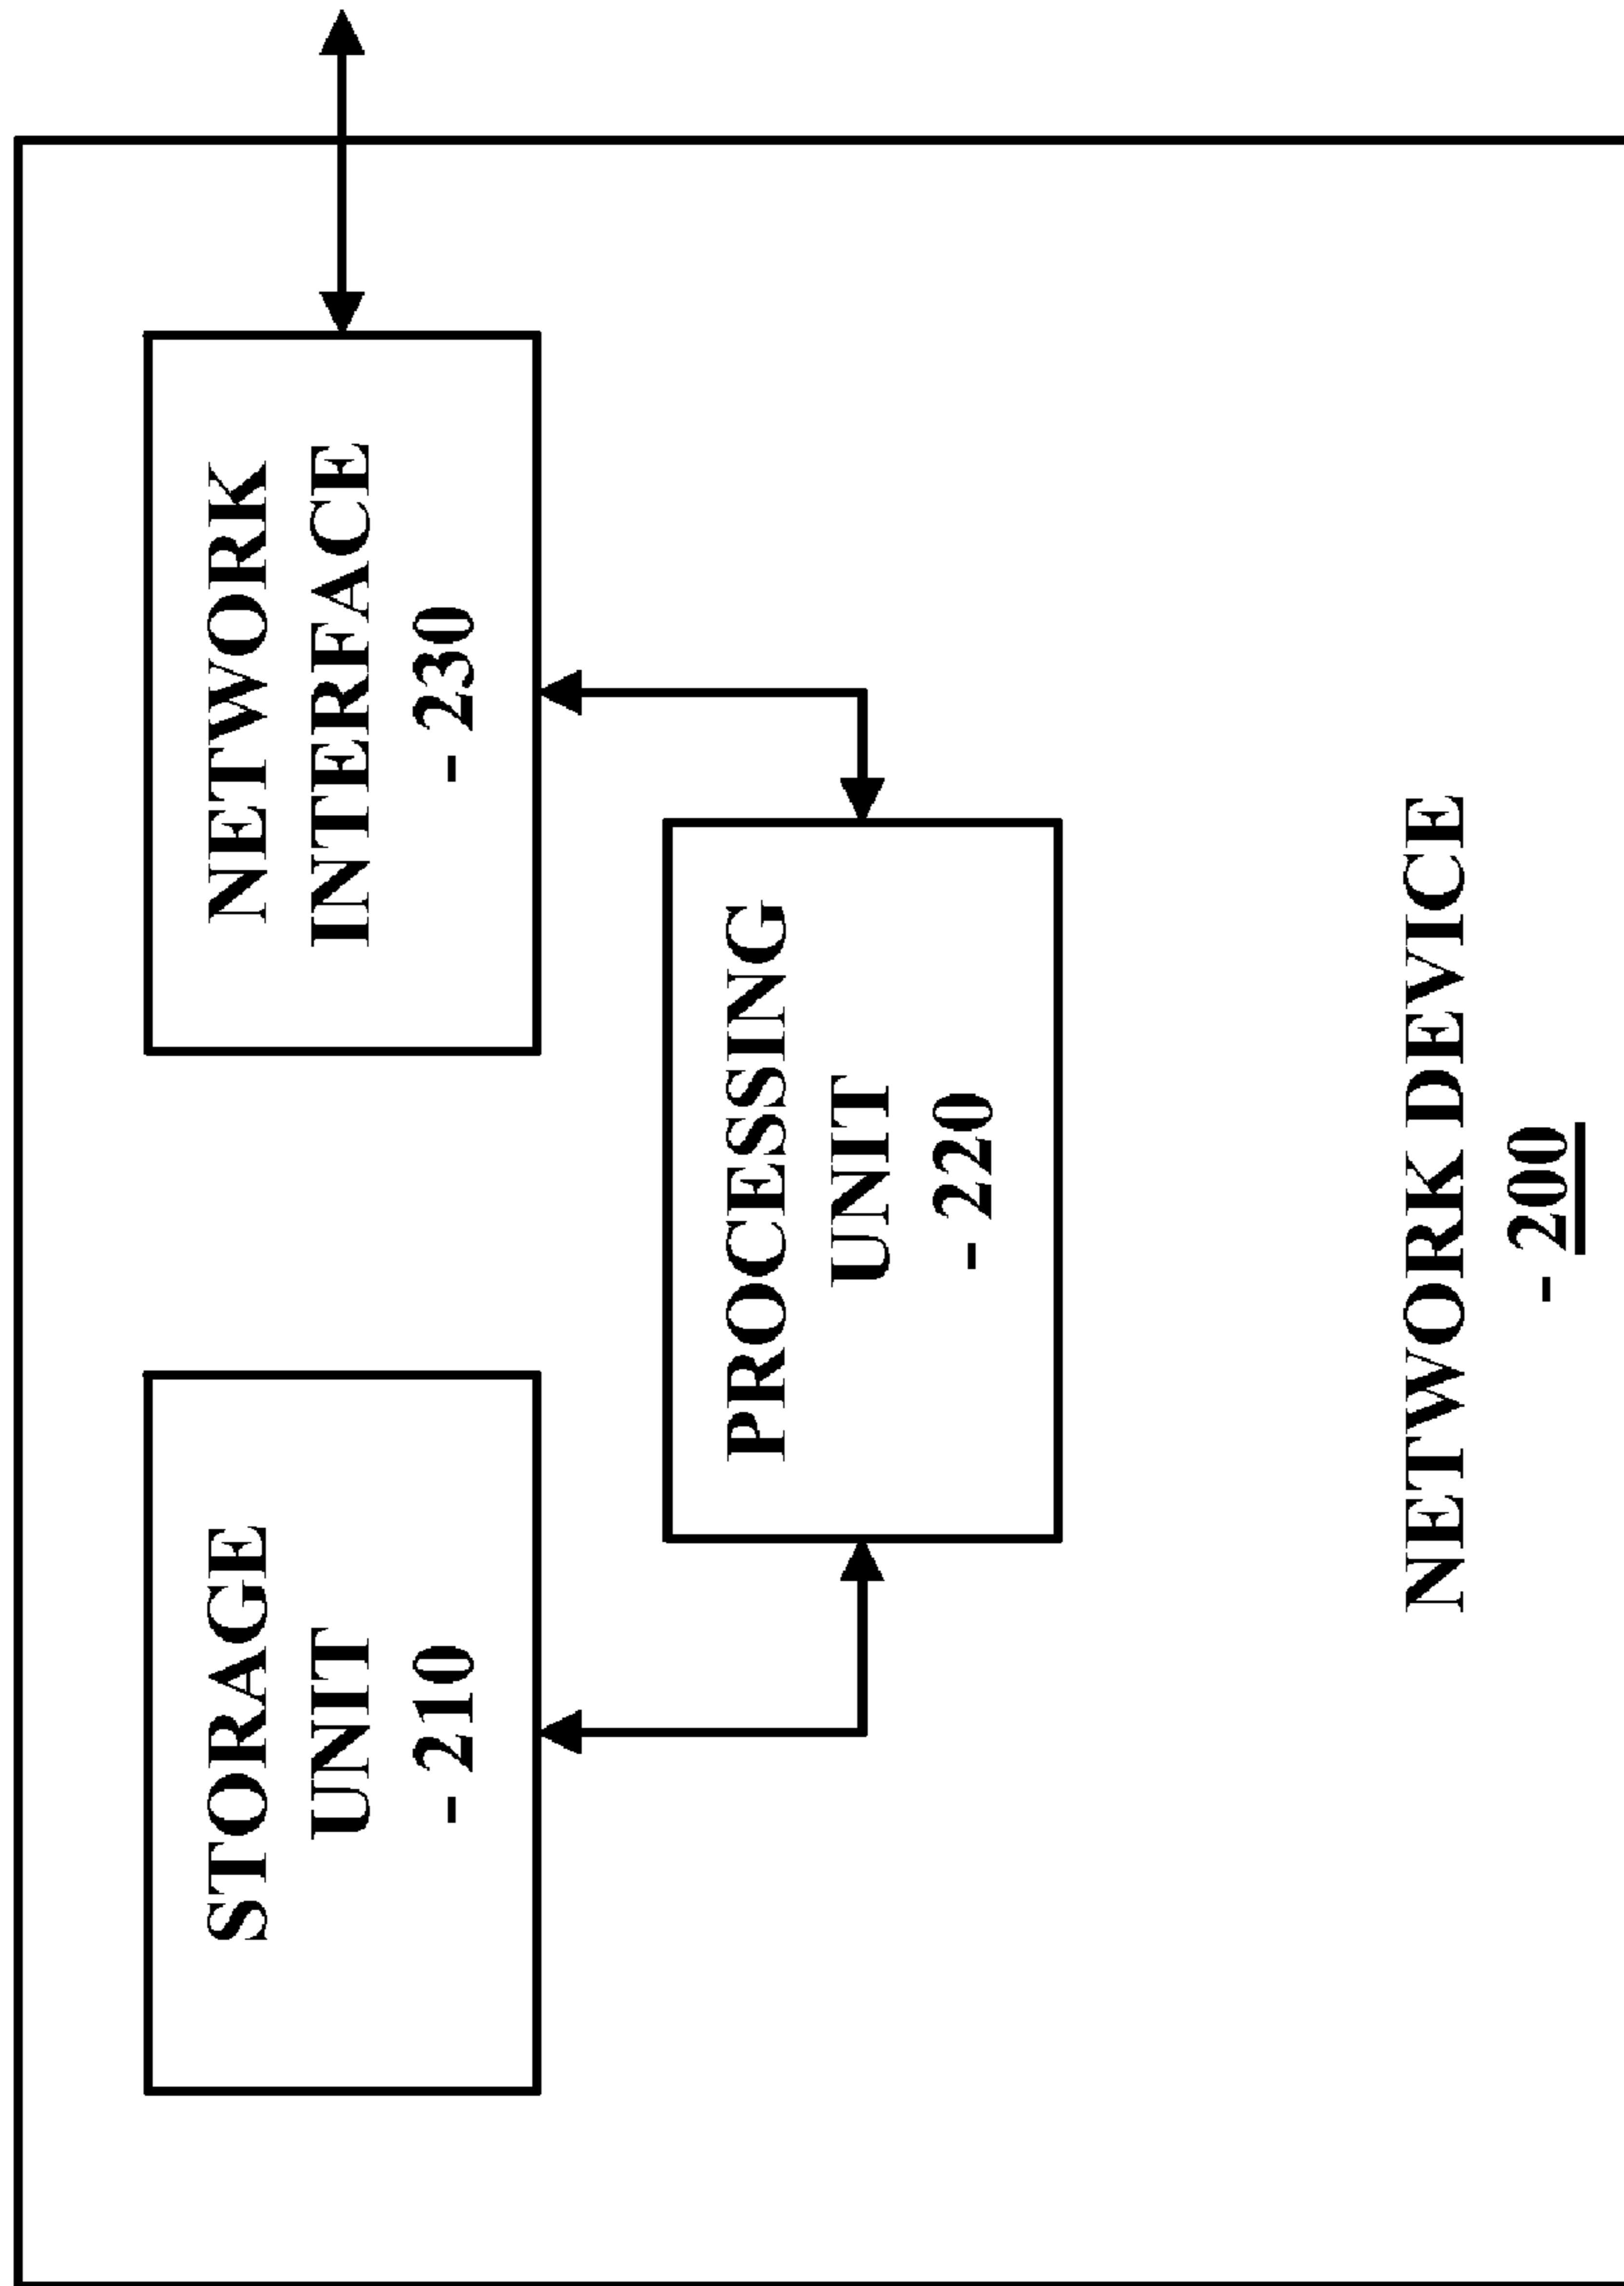 STORAGE
UNIT
- 210
NETWORK
INTERFACE
- 230
PROCESSING
UNIT
- 220
NETWORK DEVICE
- 200